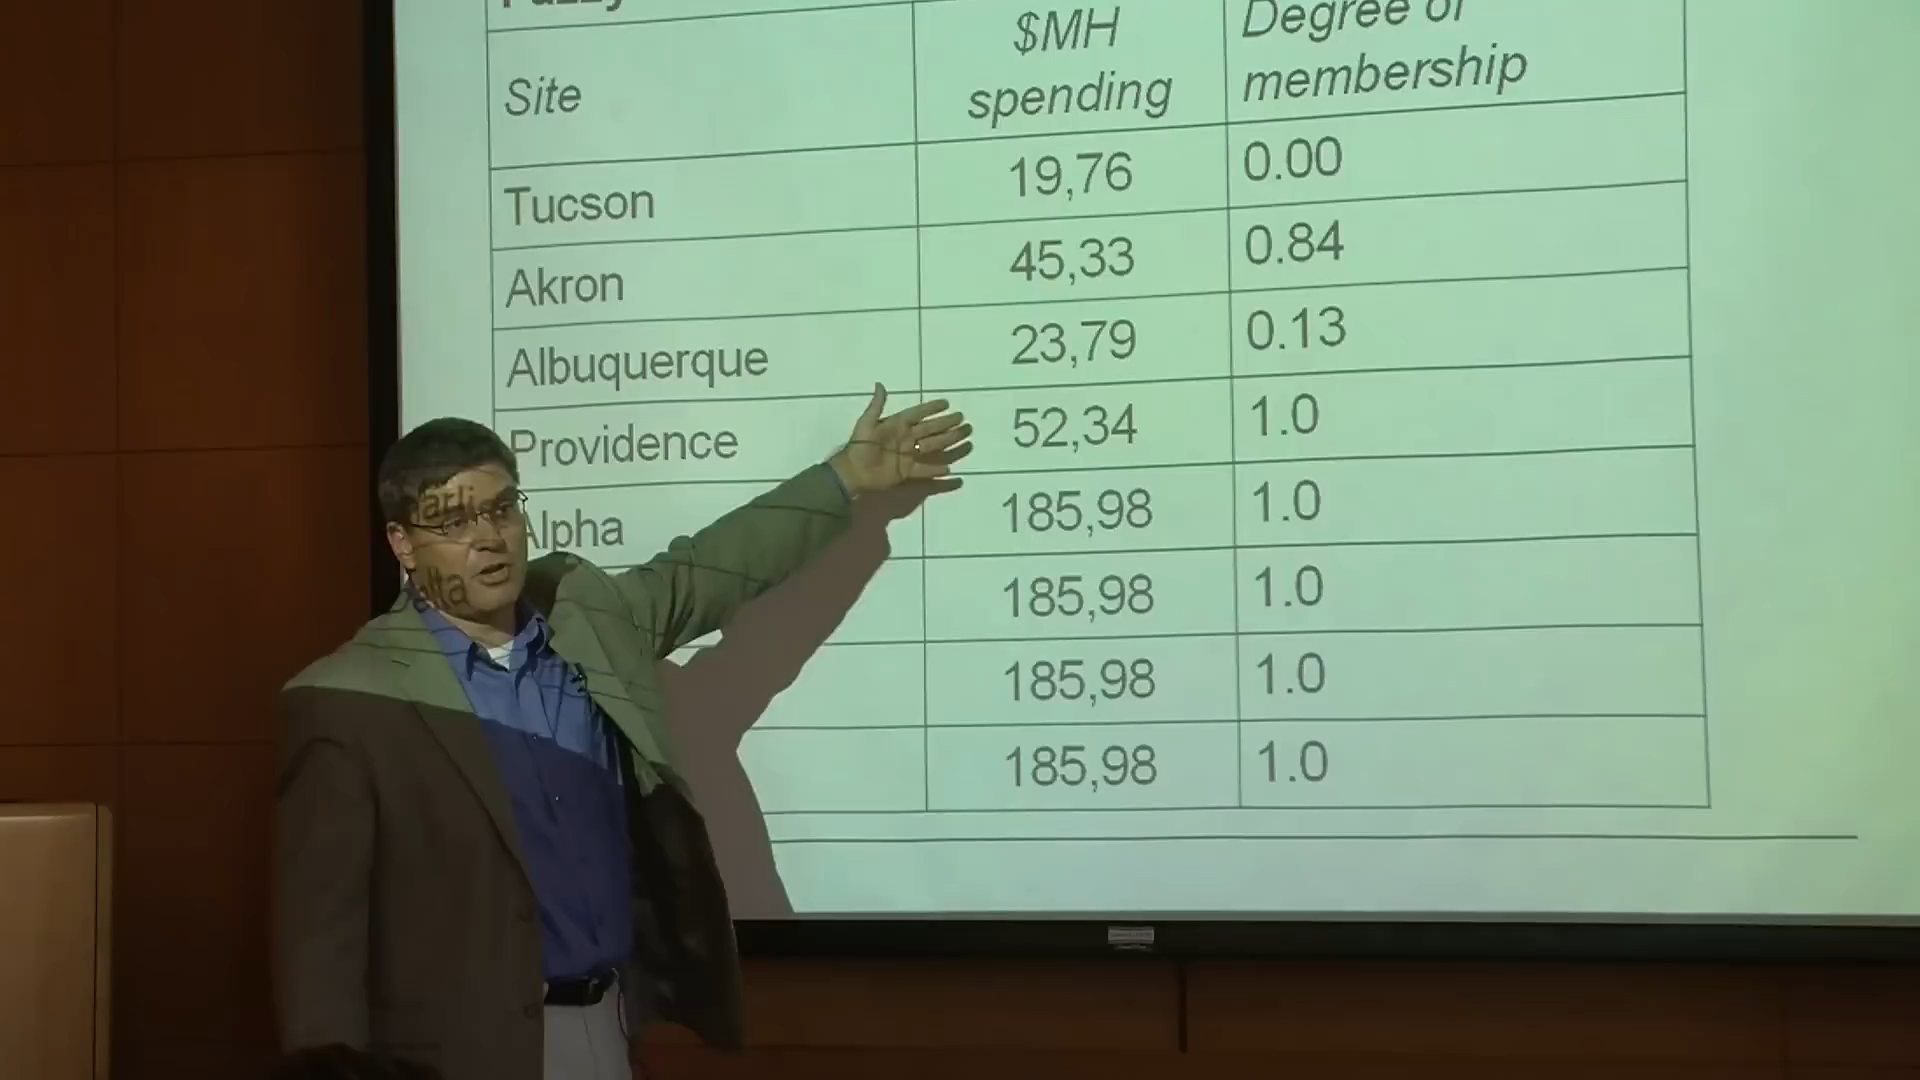 Fuzzy
Site
$MH
spending
Degree of
membership
Tucson
19,76
0.00
Akron
45,33
0.84
Albuquerque
23,79
0.13
Providence
52,34
1.0
Alpha
185,98
1.0
185,98
1.0
185,98
1.0
185,98
1.0